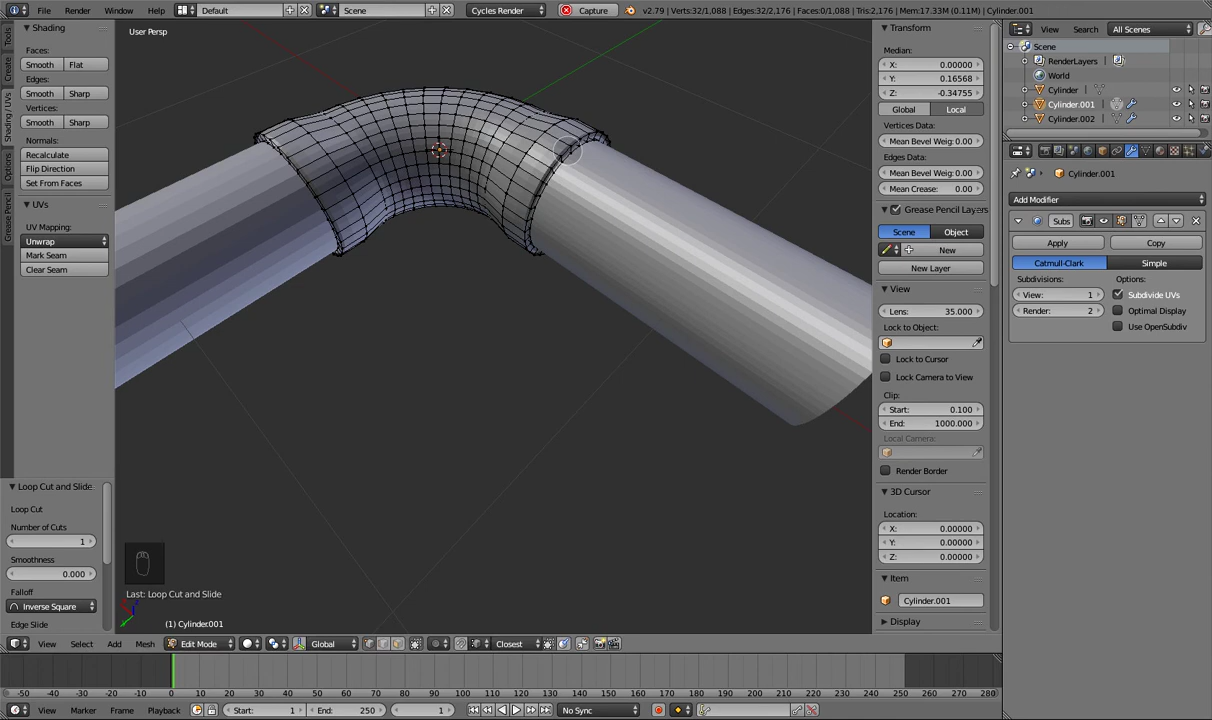 File Render Window Help Default Scene Cycles Render Capture v2.79 | Verts:32/1,088 | Edges:32/2,176 | Tris:2,176 | Mem:17.33M (0.11M) | Cylinder.001
Tools
Create
Shading / UVs
Options
Grease Pencil
Shading
Faces:
Smooth Flat
Edges:
Smooth Sharp
Vertices:
Smooth Sharp
Normals:
Recalculate
Flip Direction
Set From Faces
UVs
UV Mapping:
Unwrap
Mark Seam
Clear Seam
Loop Cut and Slide
Loop Cut
Number of Cuts
1
Smoothness
0.000
Falloff
Inverse Square
Edge Slide
User Persp
Last: Loop Cut and Slide
(1) Cylinder.001
Transform
Median:
X: 0.00000
Y: 0.16568
Z: -0.34755
Global Local
Vertices Data:
Mean Bevel Weig: 0.00
Edges Data:
Mean Bevel Weig: 0.00
Mean Crease: 0.00
Grease Pencil Layers
Scene Object
New
New Layer
View
Lens: 35.000
Lock to Object:
Lock to Cursor
Lock Camera to View
Clip:
Start: 0.100
End: 1000.000
Local Camera:
Render Border
3D Cursor
Location:
X: 0.00000
Y: 0.00000
Z: 0.00000
Item
Cylinder.001
Display
View Search All Scenes
Scene
RenderLayers
World
Cylinder
Cylinder.001
Cylinder.002
Cylinder.001
Add Modifier
Subs
Apply Copy
Catmull-Clark Simple
Subdivisions: Options:
View: 1 Subdivide UVs
Render: 2 Optimal Display
Use OpenSubdiv
View Select Add Mesh Edit Mode Global Closest
-50 -40 -30 -20 -10 0 10 20 30 40 50 60 70 80 90 100 110 120 130 140 150 160 170 180 190 200 210 220 230 240 250 260 270 280
View Marker Frame Playback Start: 1 End: 250 1 No Sync